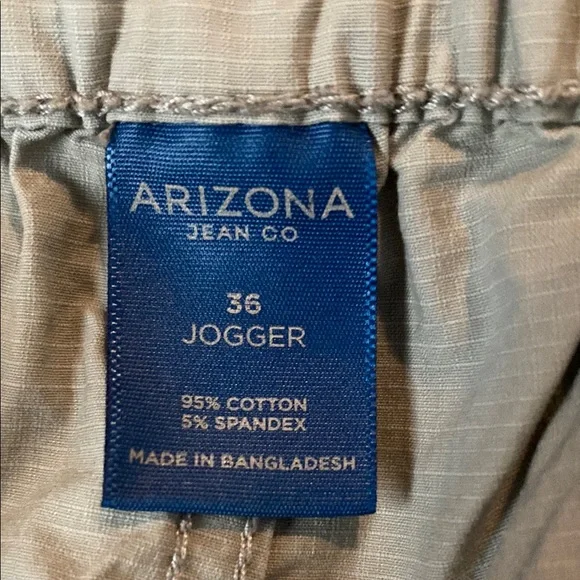 ARIZONA
JEAN CO
36
JOGGER
95% COTTON
5% SPANDEX
MADE IN BANGLADESH